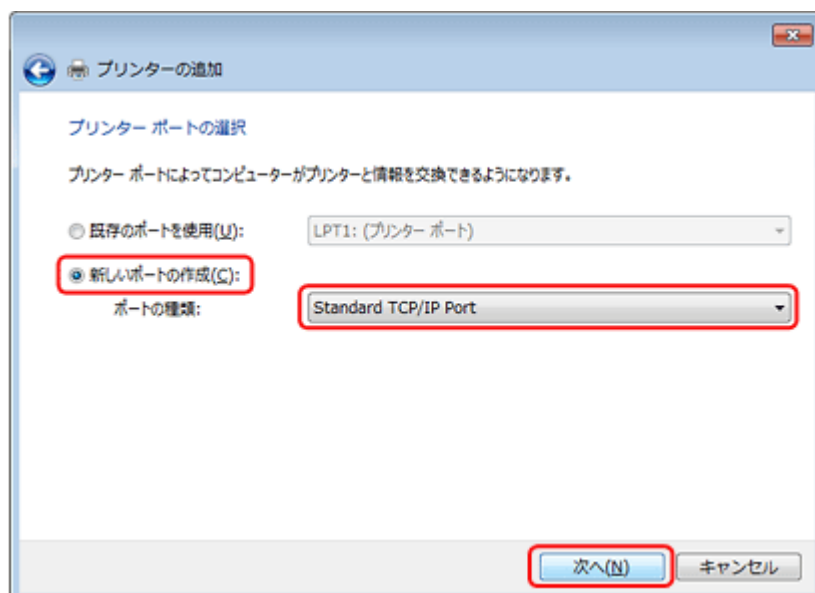 プリンターの追加
プリンター ポートの選択
プリンター ポートによってコンピューターがプリンターと情報を交換できるようになります。
既存のポートを使用(U): LPT1: (プリンター ポート)
新しいポートの作成(C):
ポートの種類: Standard TCP/IP Port
次へ(N) キャンセル